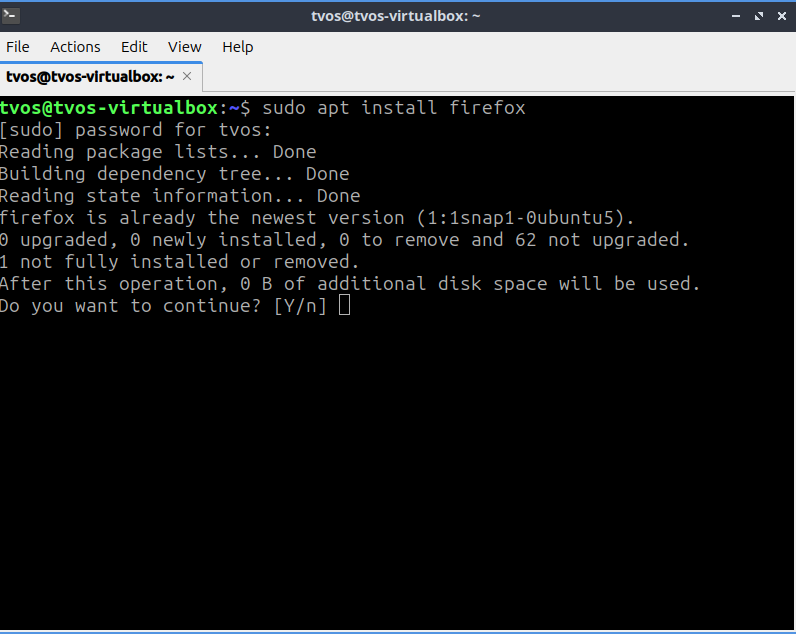 tvos@tvos-virtualbox: ~
File Actions Edit View Help
tvos@tvos-virtualbox: ~
tvos@tvos-virtualbox:~$ sudo apt install firefox
[sudo] password for tvos:
Reading package lists... Done
Building dependency tree... Done
Reading state information... Done
firefox is already the newest version (1:1snap1-0ubuntu5).
0 upgraded, 0 newly installed, 0 to remove and 62 not upgraded.
1 not fully installed or removed.
After this operation, 0 B of additional disk space will be used.
Do you want to continue? [Y/n]